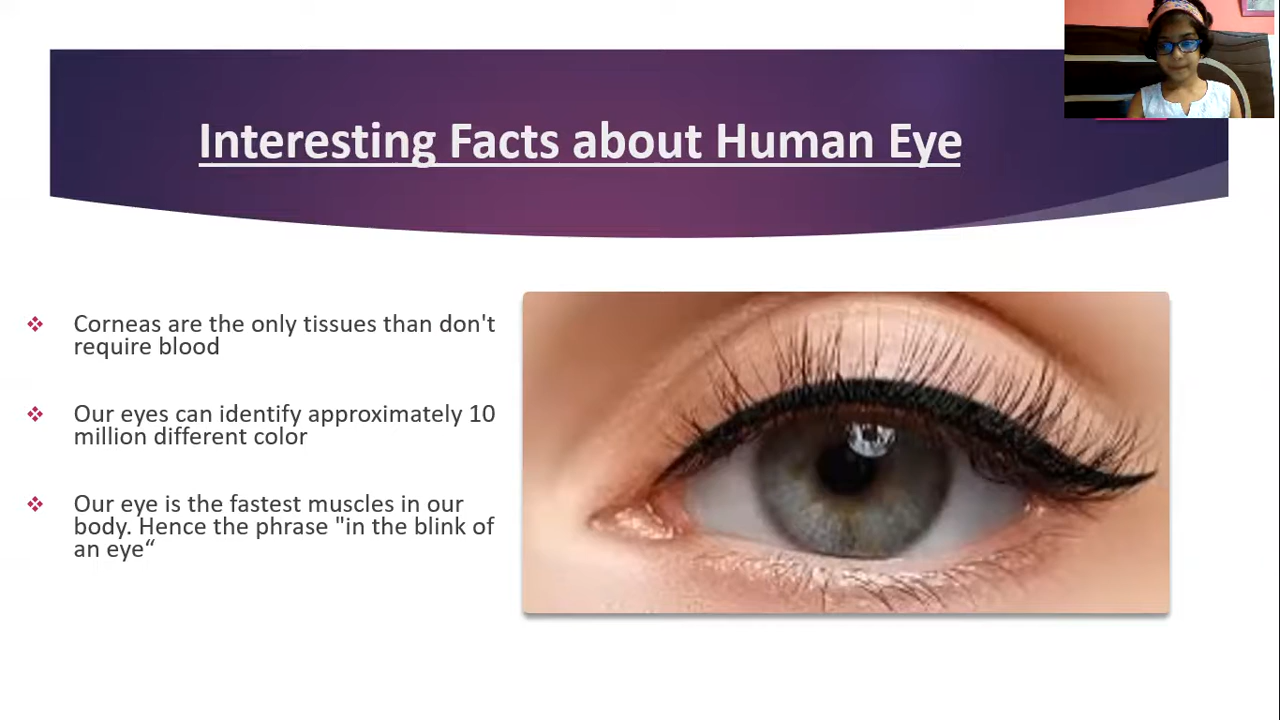 Interesting Facts about Human Eye
Corneas are the only tissues than don't
require blood
Our eyes can identify approximately 10
million different color
Our eye is the fastest muscles in our
body. Hence the phrase "in the blink of
an eye“